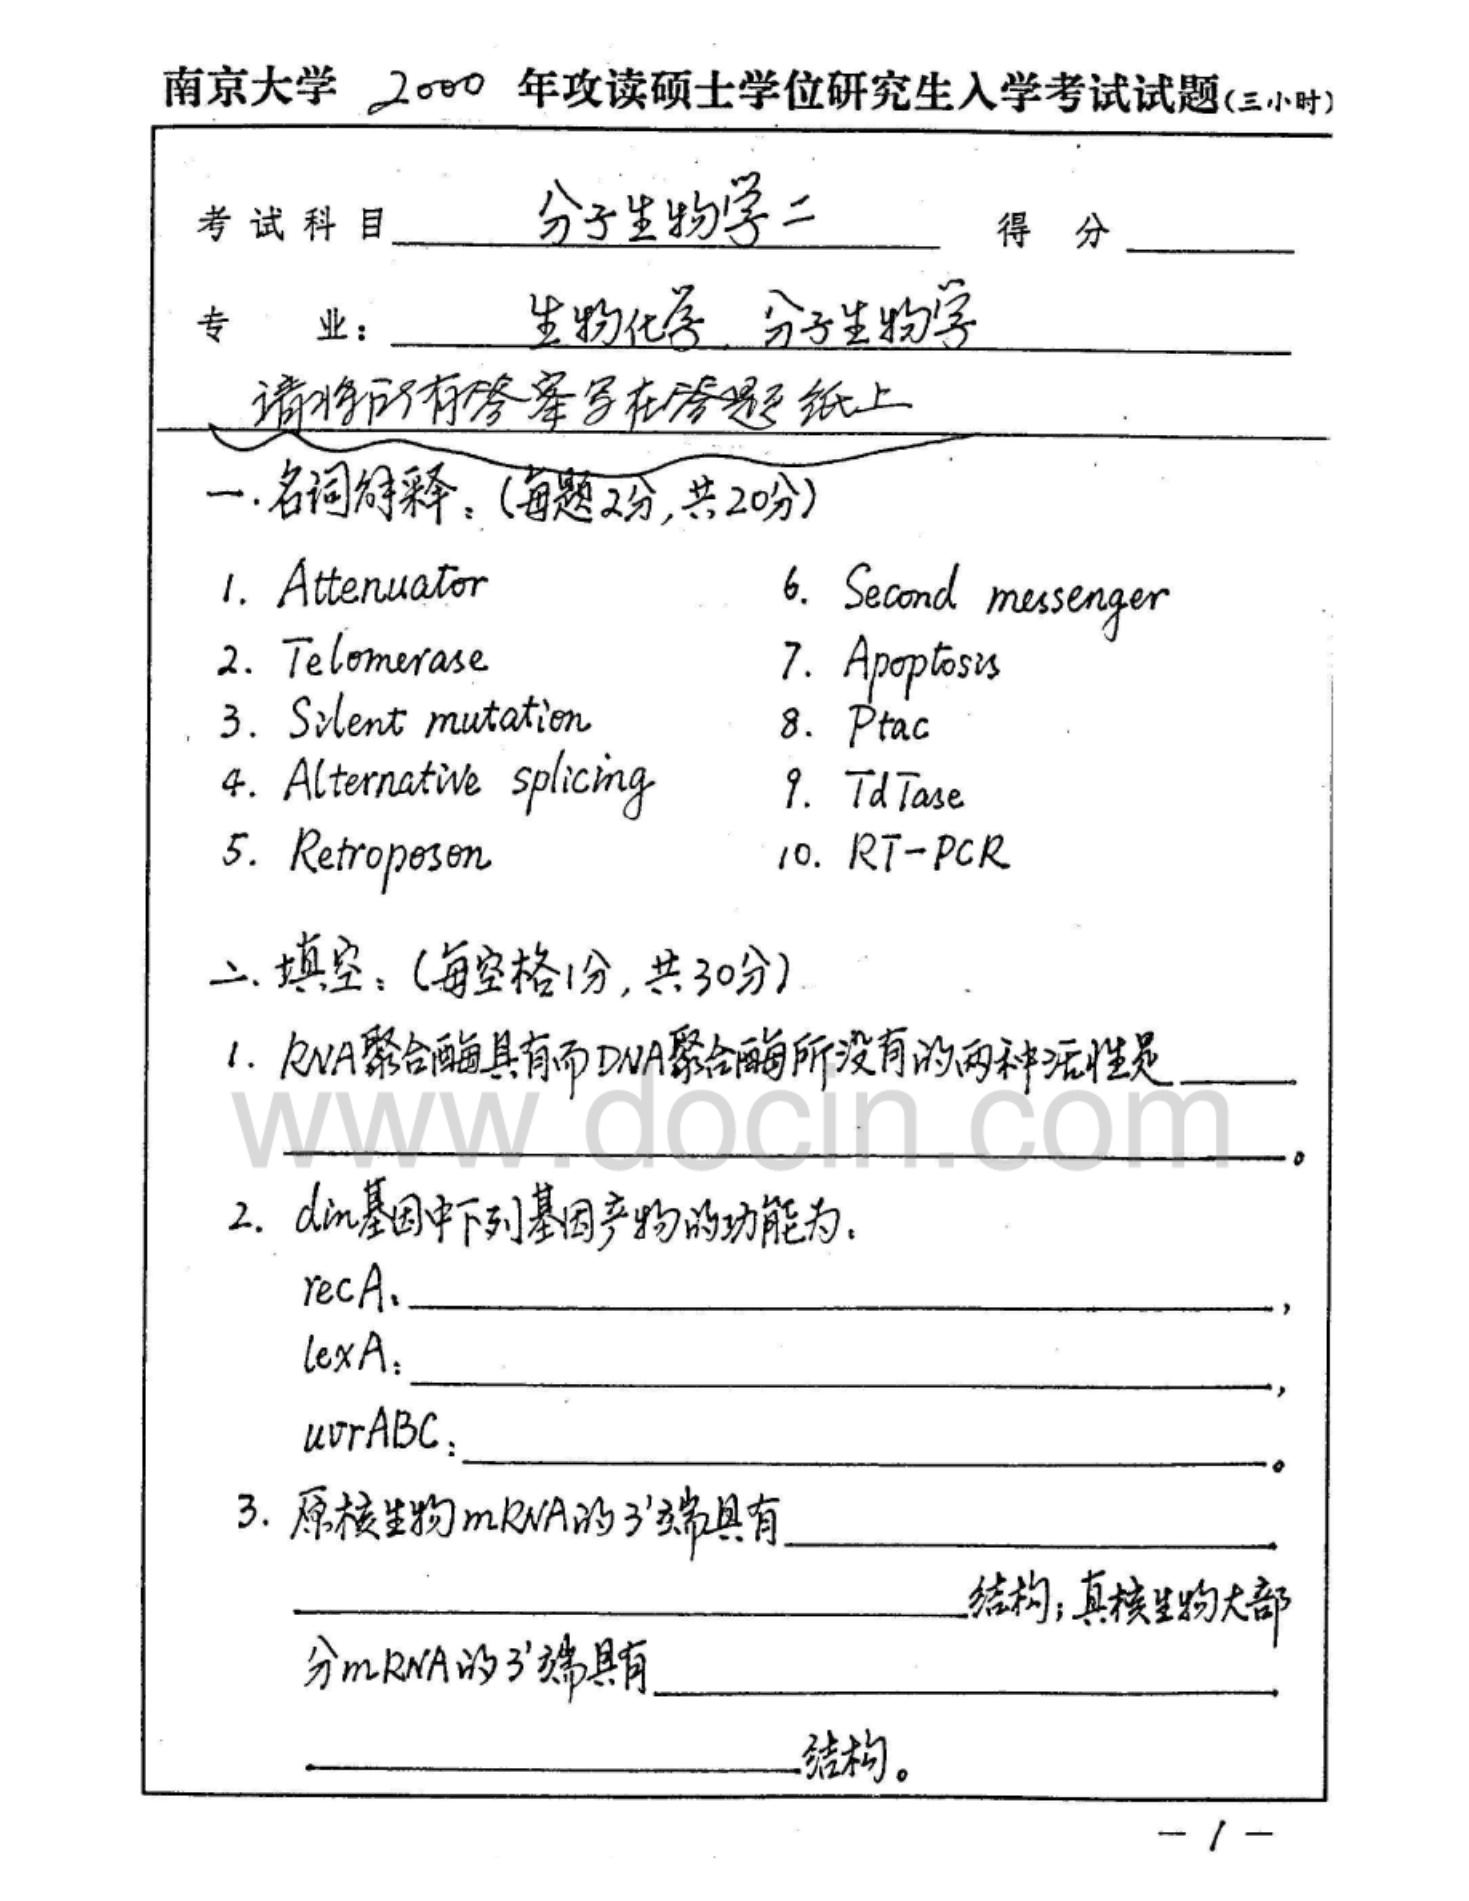 南京大学 2000 年攻读硕士学位研究生入学考试试题(三小时)
考试科目 分子生物学二 得分
专业: 生物化学、分子生物学
请将所有答案写在答题纸上
一. 名词解释:(每题2分,共20分)
1. Attenuator 6. Second messenger
2. Telomerase 7. Apoptosis
3. Silent mutation 8. Ptac
4. Alternative splicing 9. TdTase
5. Retroposon 10. RT-PCR
二. 填空:(每空格1分,共30分)
1. RNA聚合酶具有而DNA聚合酶所没有的两种活性是
。
www.docin.com
2. din基因中下列基因产物的功能为:
recA: ,
lexA: ,
uvrABC: 。
3. 原核生物mRNA的3'端具有
结构;真核生物大部
分mRNA的3'端具有
结构。
-1-